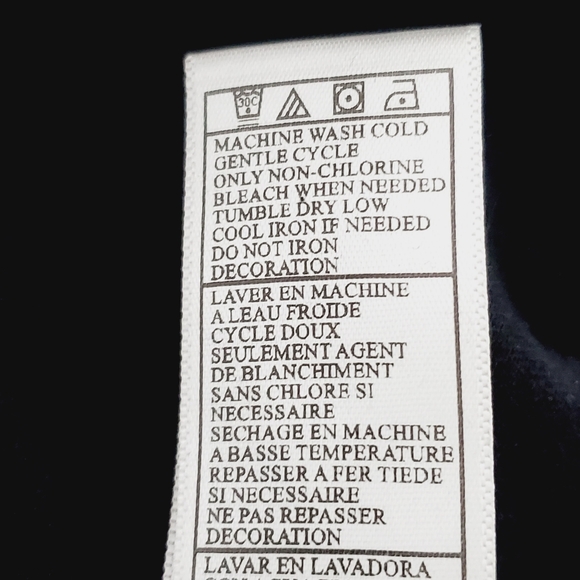 30C
MACHINE WASH COLD
GENTLE CYCLE
ONLY NON-CHLORINE
BLEACH WHEN NEEDED
TUMBLE DRY LOW
COOL IRON IF NEEDED
DO NOT IRON
DECORATION
LAVER EN MACHINE
A LEAU FROIDE
CYCLE DOUX
SEULEMENT AGENT
DE BLANCHIMENT
SANS CHLORE SI
NECESSAIRE
SECHAGE EN MACHINE
A BASSE TEMPERATURE
REPASSER A FER TIEDE
SI NECESSAIRE
NE PAS REPASSER
DECORATION
LAVAR EN LAVADORA